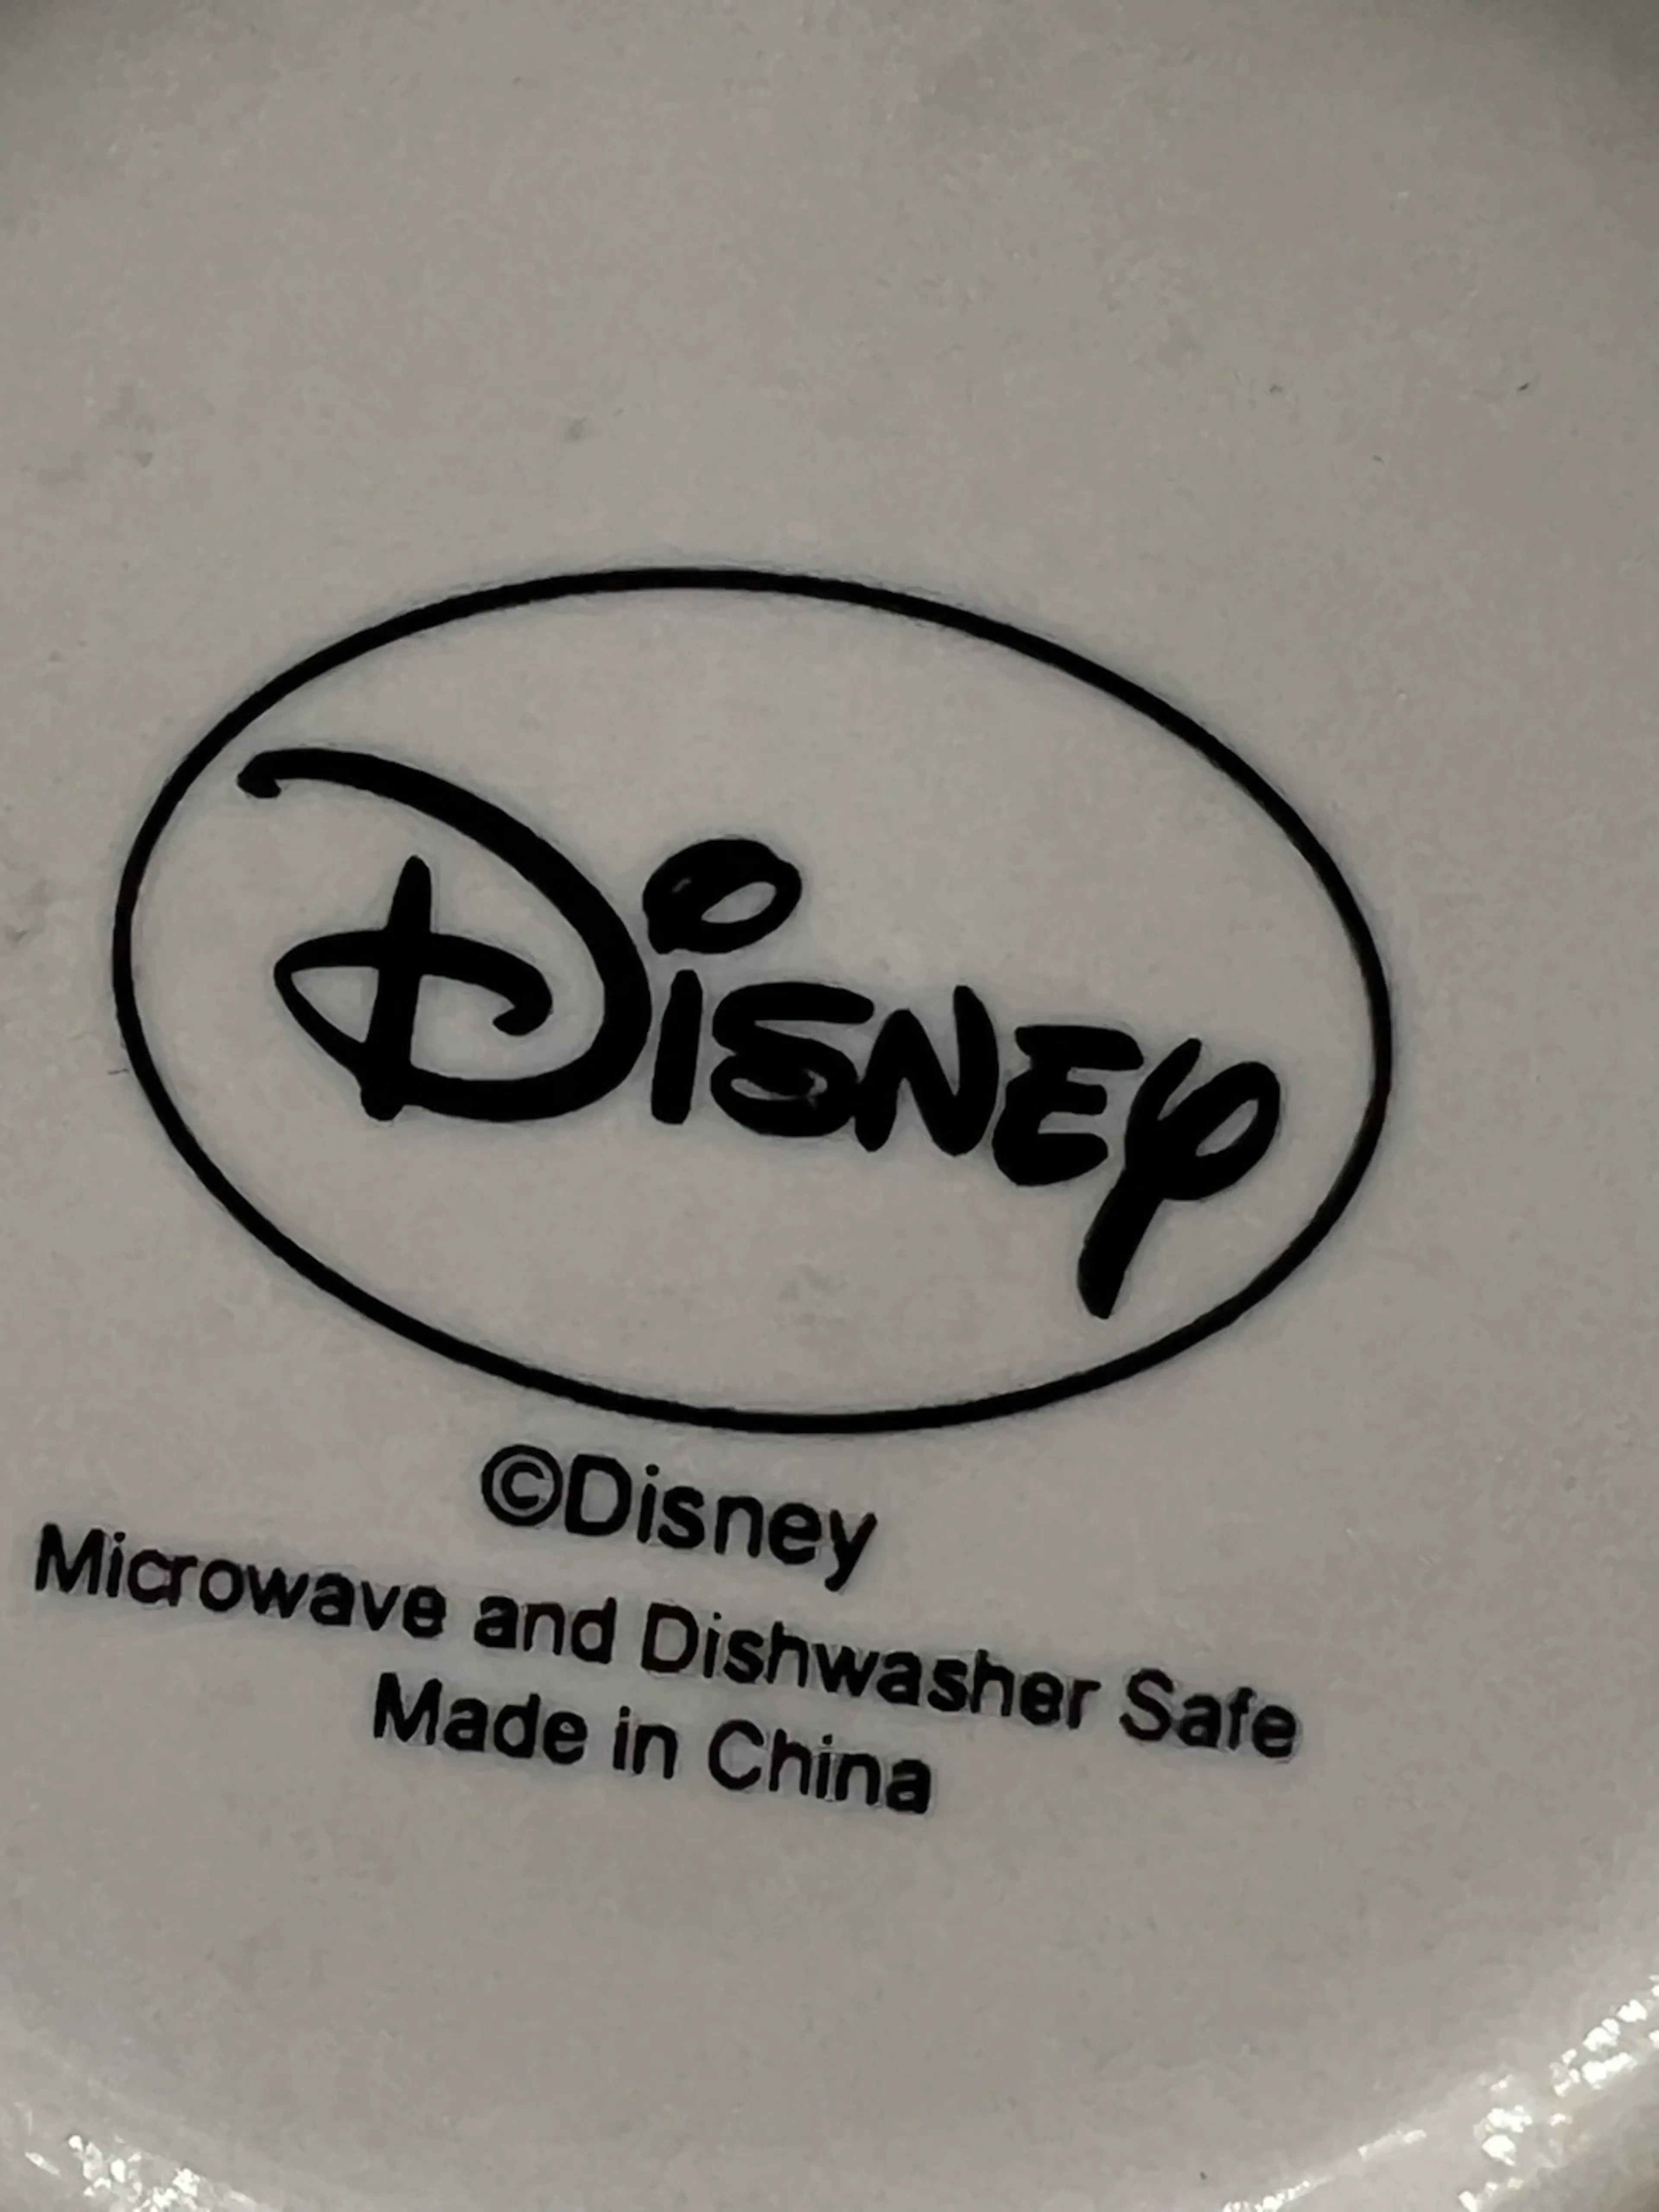 Disney
©Disney
Microwave and Dishwasher Safe
Made in China